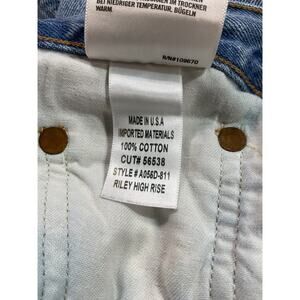 BEI NIEDRIGER TEMPERATUR, BÜGELN
WARM.
RN#109670
MADE IN U.S.A
IMPORTED MATERIALS
100% COTTON
CUT# 56538
STYLE # A056D-811
RILEY HIGH RISE